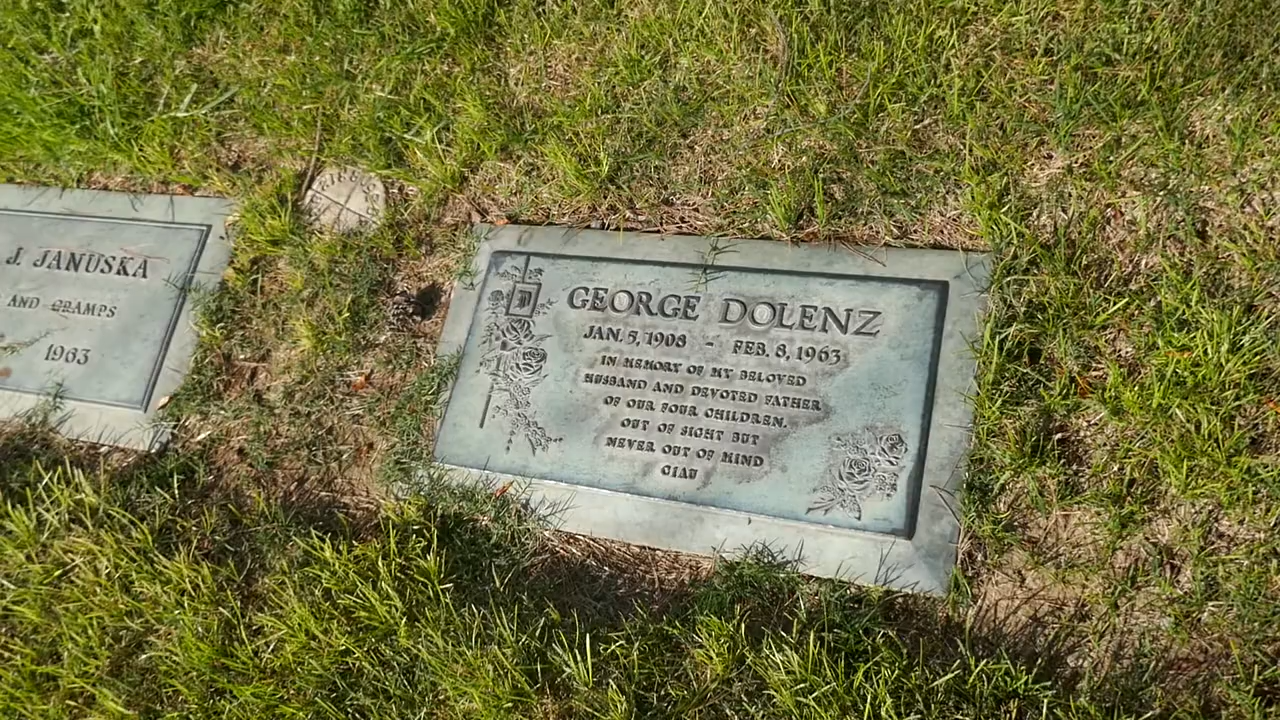 J. JANUSKA
AND GRAMPS
1963
D
GEORGE DOLENZ
JAN. 5, 1908 - FEB. 8, 1963
IN MEMORY OF MY BELOVED
HUSBAND AND DEVOTED FATHER
OF OUR FOUR CHILDREN.
OUT OF SIGHT BUT
NEVER OUT OF MIND
CIAU